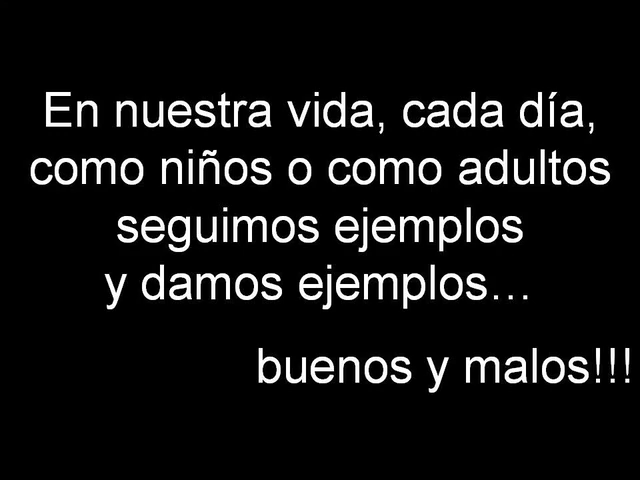 En nuestra vida, cada día,
como niños o como adultos
seguimos ejemplos
y damos ejemplos...
buenos y malos!!!